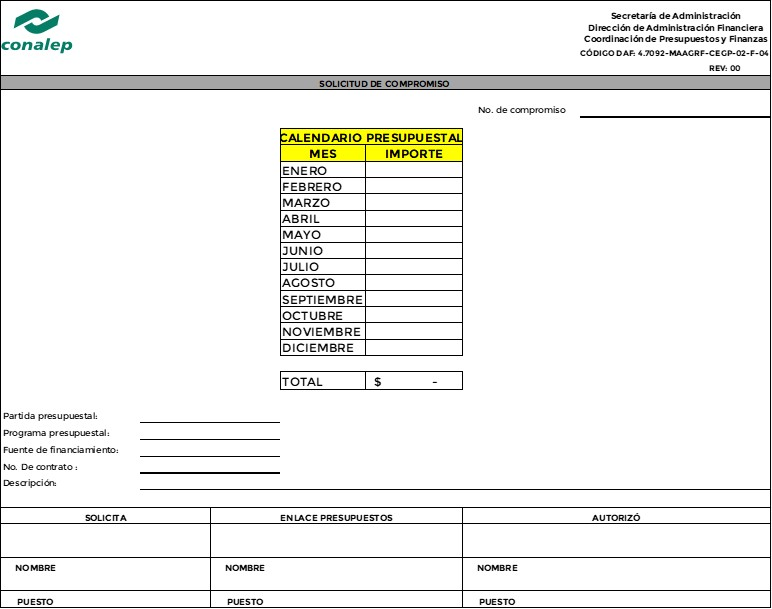 conalep
Secretaría de Administración
Dirección de Administración Financiera
Coordinación de Presupuestos y Finanzas
CÓDIGO DAF: 4.7092-MAAGRF-CEGP-02-F-04
REV: 00
SOLICITUD DE COMPROMISO
No. de compromiso
CALENDARIO PRESUPUESTAL
MES IMPORTE
ENERO
FEBRERO
MARZO
ABRIL
MAYO
JUNIO
JULIO
AGOSTO
SEPTIEMBRE
OCTUBRE
NOVIEMBRE
DICIEMBRE
TOTAL $ -
Partida presupuestal:
Programa presupuestal:
Fuente de financiamiento:
No. De contrato :
Descripción:
SOLICITA ENLACE PRESUPUESTOS AUTORIZÓ
NOMBRE NOMBRE NOMBRE
PUESTO PUESTO PUESTO